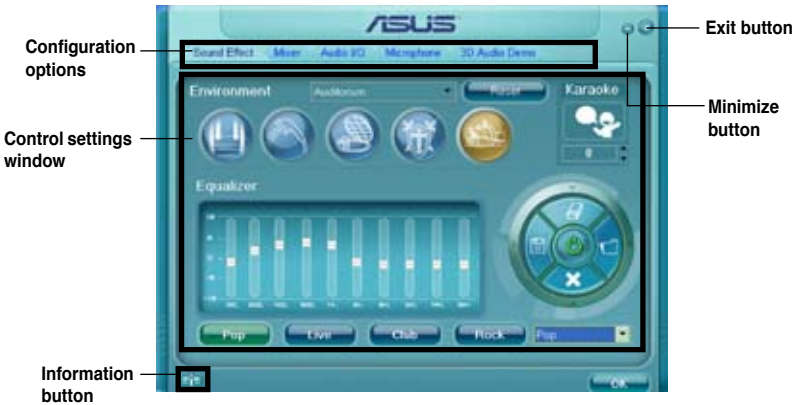 ASUS
Exit button
Configuration
options
Sound Effect Mixer Audio I/O Microphone 3D Audio Demo
Environment Auditorium Reset Karaoke
Minimize
button
Control settings
window
0
Equalizer
Pop Live Club Rock Pop
Information
button
OK